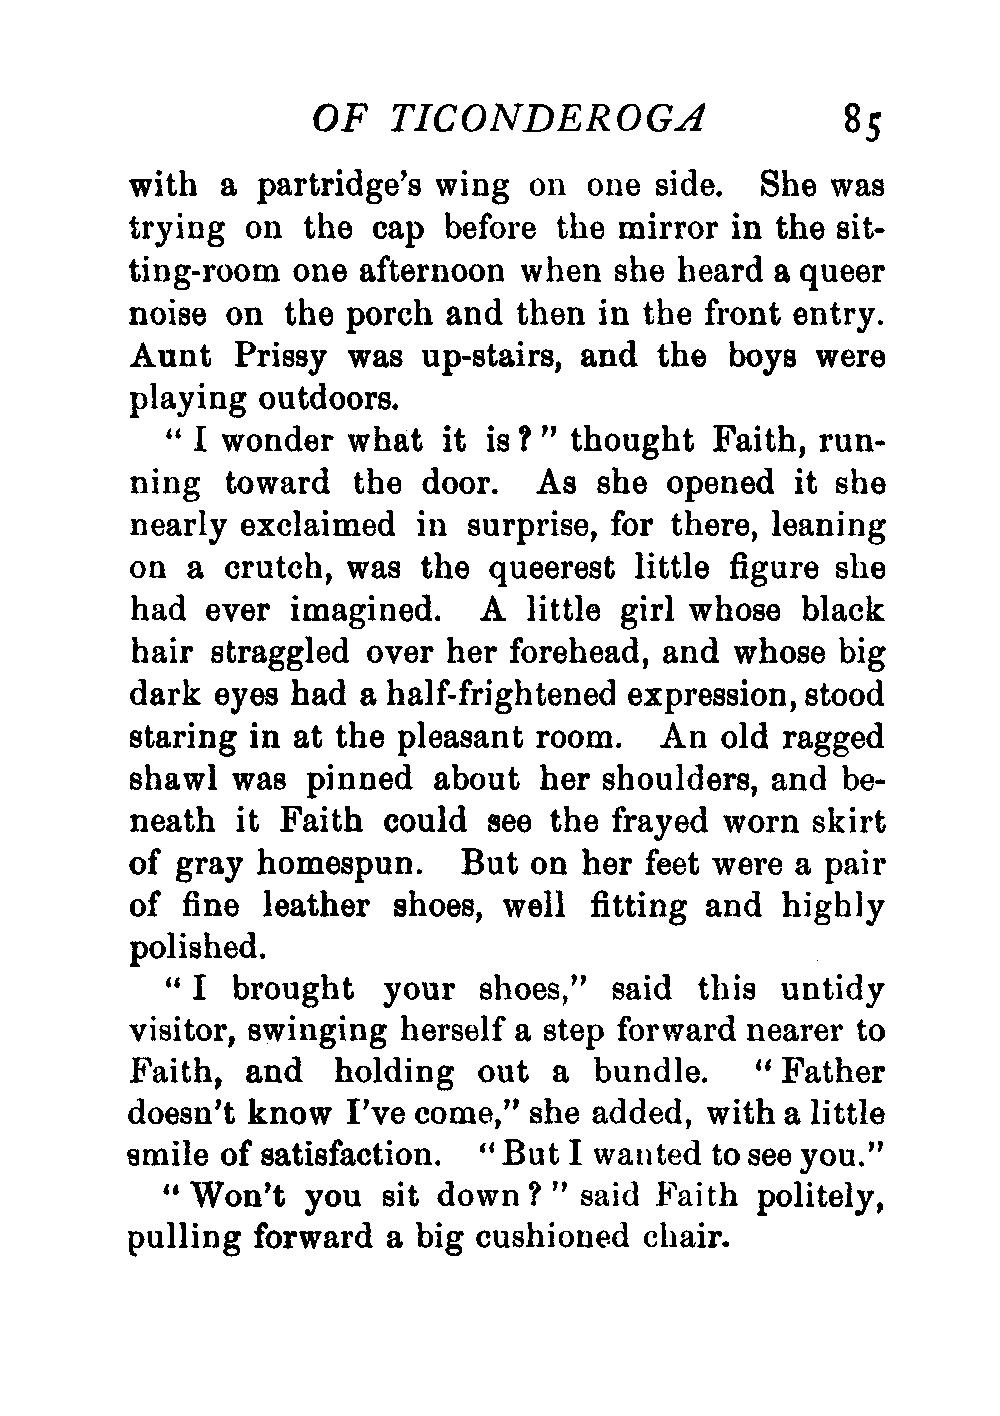 OF TICONDEROGA 85
with a partridge's wing on one side. She was
trying on the cap before the mirror in the sit-
ting-room one afternoon when she heard a queer
noise on the porch and then in the front entry.
Aunt Prissy was up-stairs, and the boys were
playing outdoors.
“ I wonder what it is? ” thought Faith, run-
ning toward the door. As she opened it she
nearly exclaimed in surprise, for there, leaning
on a crutch, was the queerest little figure she
had ever imagined. A little girl whose black
hair straggled over her forehead, and whose big
dark eyes had a half-frightened expression, stood
staring in at the pleasant room. An old ragged
shawl was pinned about her shoulders, and be-
neath it Faith could see the frayed worn skirt
of gray homespun. But on her feet were a pair
of fine leather shoes, well fitting and highly
polished.
“ I brought your shoes,” said this untidy
visitor, swinging herself a step forward nearer to
Faith, and holding out a bundle. “ Father
doesn't know I've come,” she added, with a little
smile of satisfaction. “ But I wanted to see you.”
“ Won't you sit down? ” said Faith politely,
pulling forward a big cushioned chair.